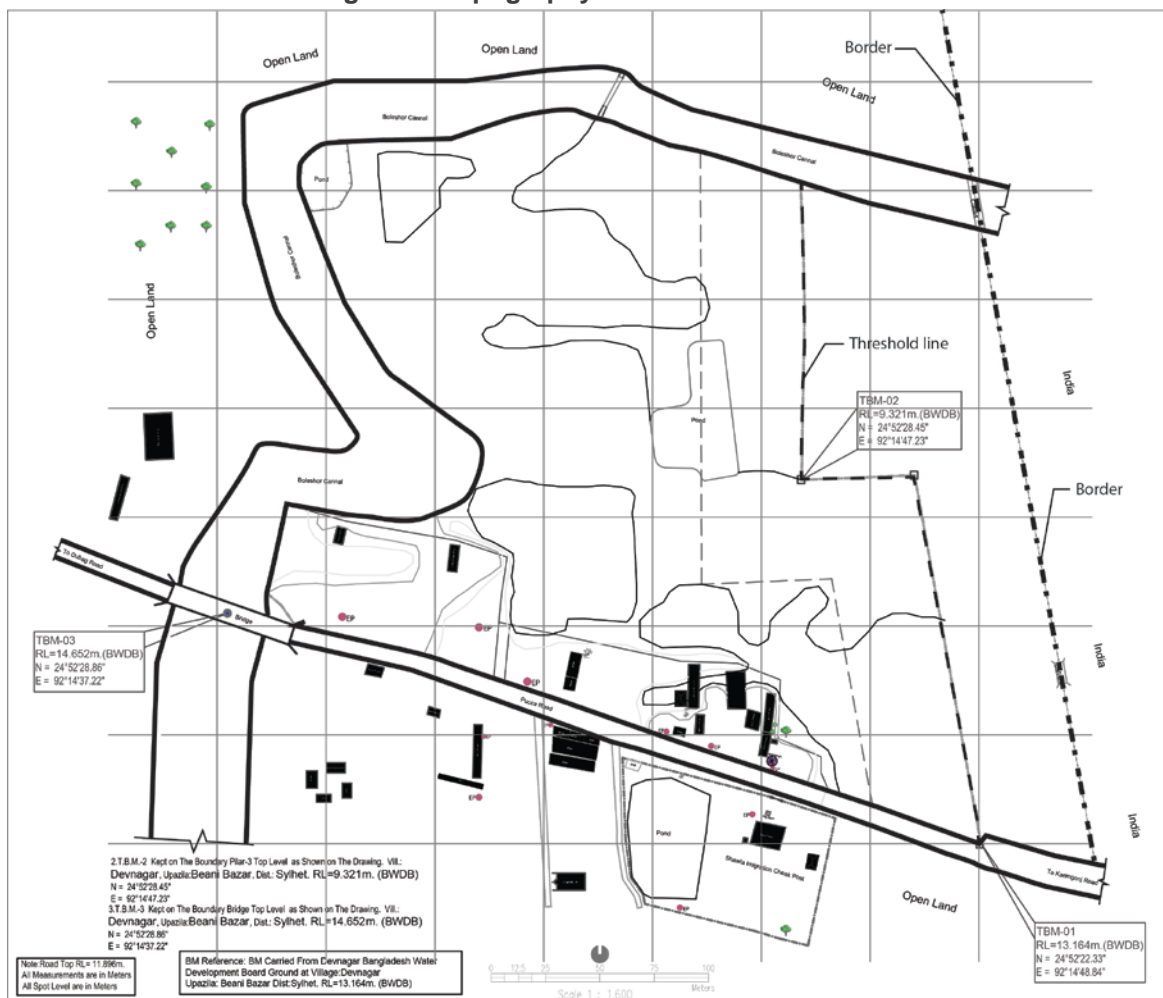 Open Land
Open Land
Border
Open Land
Boleshor Cannal
Boleshor Cannal
Pond
Boleshor Cannal
Open Land
Threshold line
India
TBM-02
RL=9.321m.(BWDB)
N = 24°52'28.45"
E = 92°14'47.23"
Pond
Boleshor Cannal
Border
To Dubag Road
Bridge
EP
EP
TBM-03
RL=14.652m.(BWDB)
N = 24°52'28.86"
E = 92°14'37.22"
India
EP
Pucca Road
EP
EP
EP
EP
Pond
Shawla Imigration Cheak Post
India
To Karimgonj Road
Open Land
EP
2.T.B.M.-2 Kept on The Boundary Pilar-3 Top Level as Shown on The Drawing. Vill.:
Devnagar, Upazila:Beani Bazar, Dist.: Sylhet. RL=9.321m. (BWDB)
N = 24°52'28.45"
E = 92°14'47.23"
3.T.B.M.-3 Kept on The Boundary Bridge Top Level as Shown on The Drawing. Vill.:
Devnagar, Upazila:Beani Bazar, Dist.: Sylhet. RL=14.652m. (BWDB)
N = 24°52'28.86"
E = 92°14'37.22"
TBM-01
RL=13.164m.(BWDB)
N = 24°52'22.33"
E = 92°14'48.84"
Note:Road Top RL= 11.896m.
All Measurements are in Meters
All Spot Level are in Meters
BM Reference: BM Carried From Devnagar Bangladesh Water
Development Board Ground at Village:Devnagar
Upazila: Beani Bazar Dist:Sylhet. RL=13.164m. (BWDB)
0 12.5 25 50 75 100
Meters
Scale 1 : 1,600